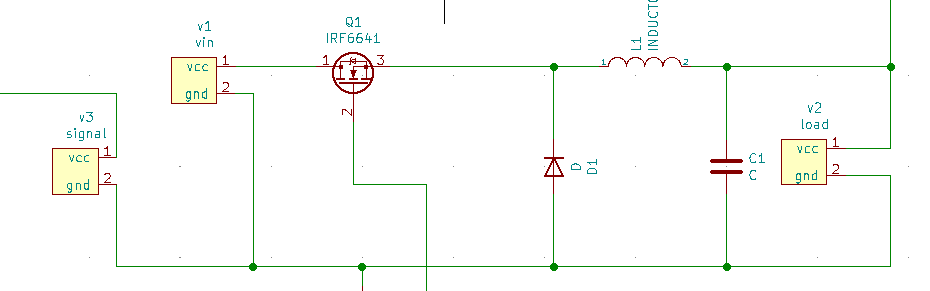 v1
vin
vcc 1
gnd 2
v3
signal
vcc 1
gnd 2
Q1
IRF6641
1 3
2
D
D1
L1
1 2
C1
C
v2
load
vcc 1
gnd 2